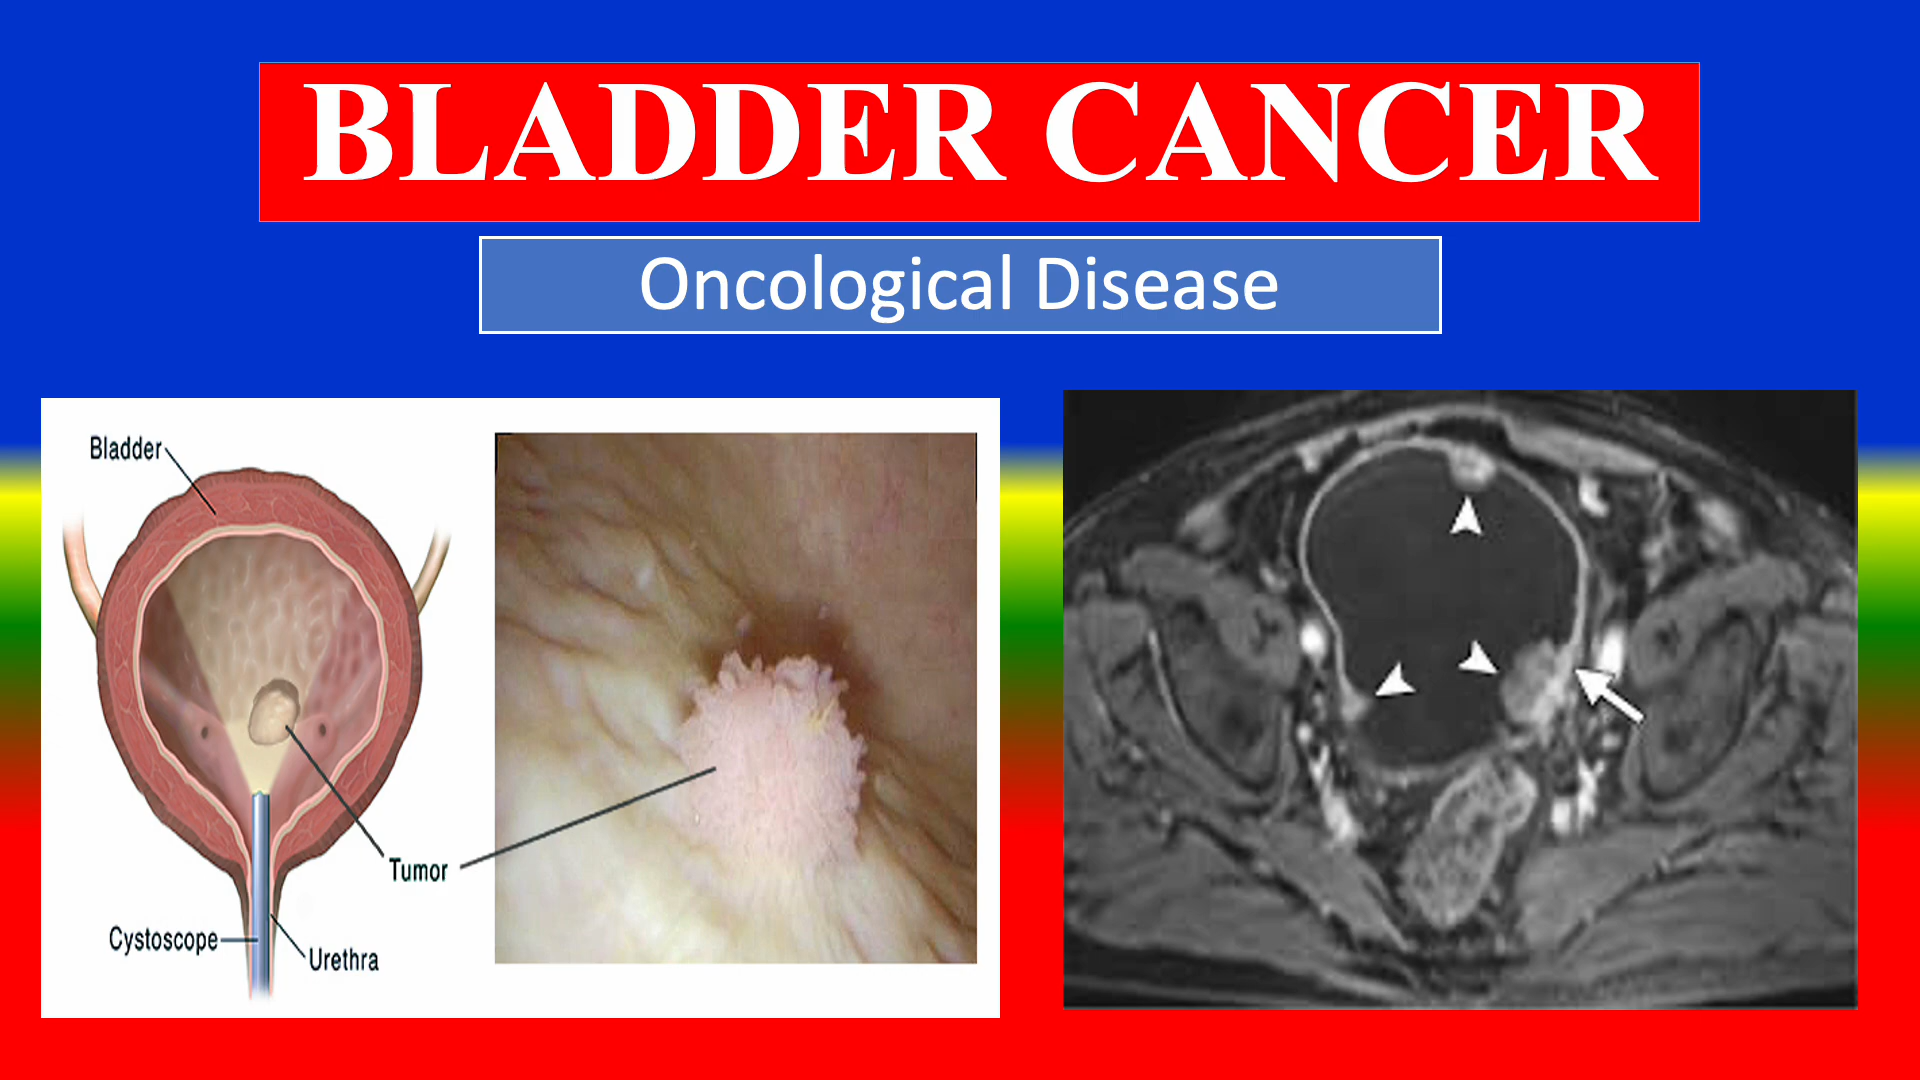 BLADDER CANCER
Oncological Disease
Bladder
Tumor
Cystoscope
Urethra